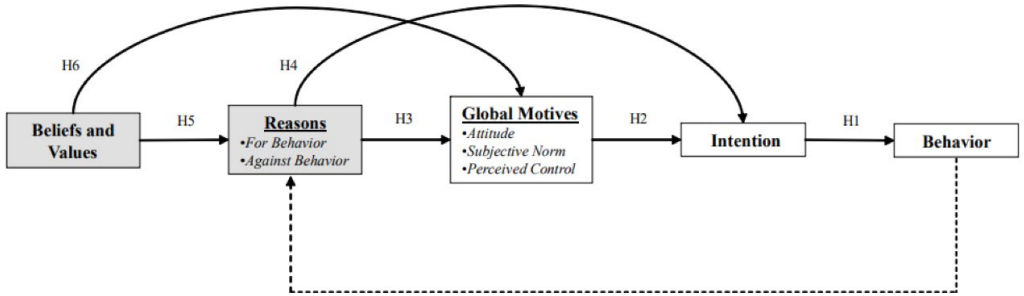 H6
H4
Beliefs and
Values
H5
Reasons
•For Behavior
•Against Behavior
H3
Global Motives
•Attitude
•Subjective Norm
•Perceived Control
H2
Intention
H1
Behavior